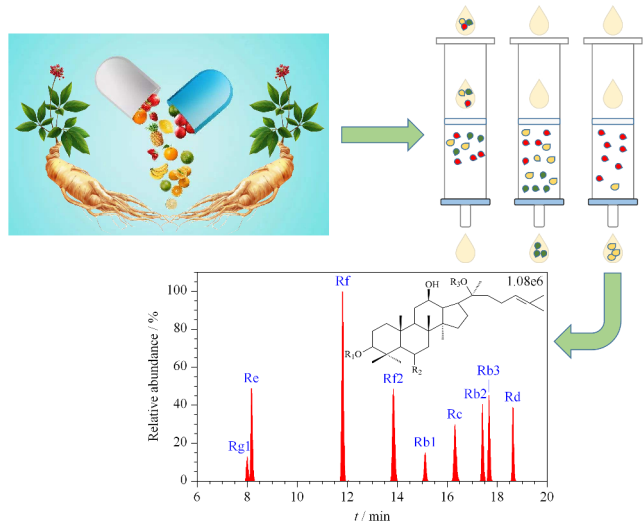 1.08e6
Rf
OH
R₃O
R₁O
R₂
Re
Rg1
Rf2
Rb1
Rc
Rb2
Rb3
Rd
Relative abundance / %
100
80
60
40
20
0
6
8
10
12
14
16
18
20
t / min